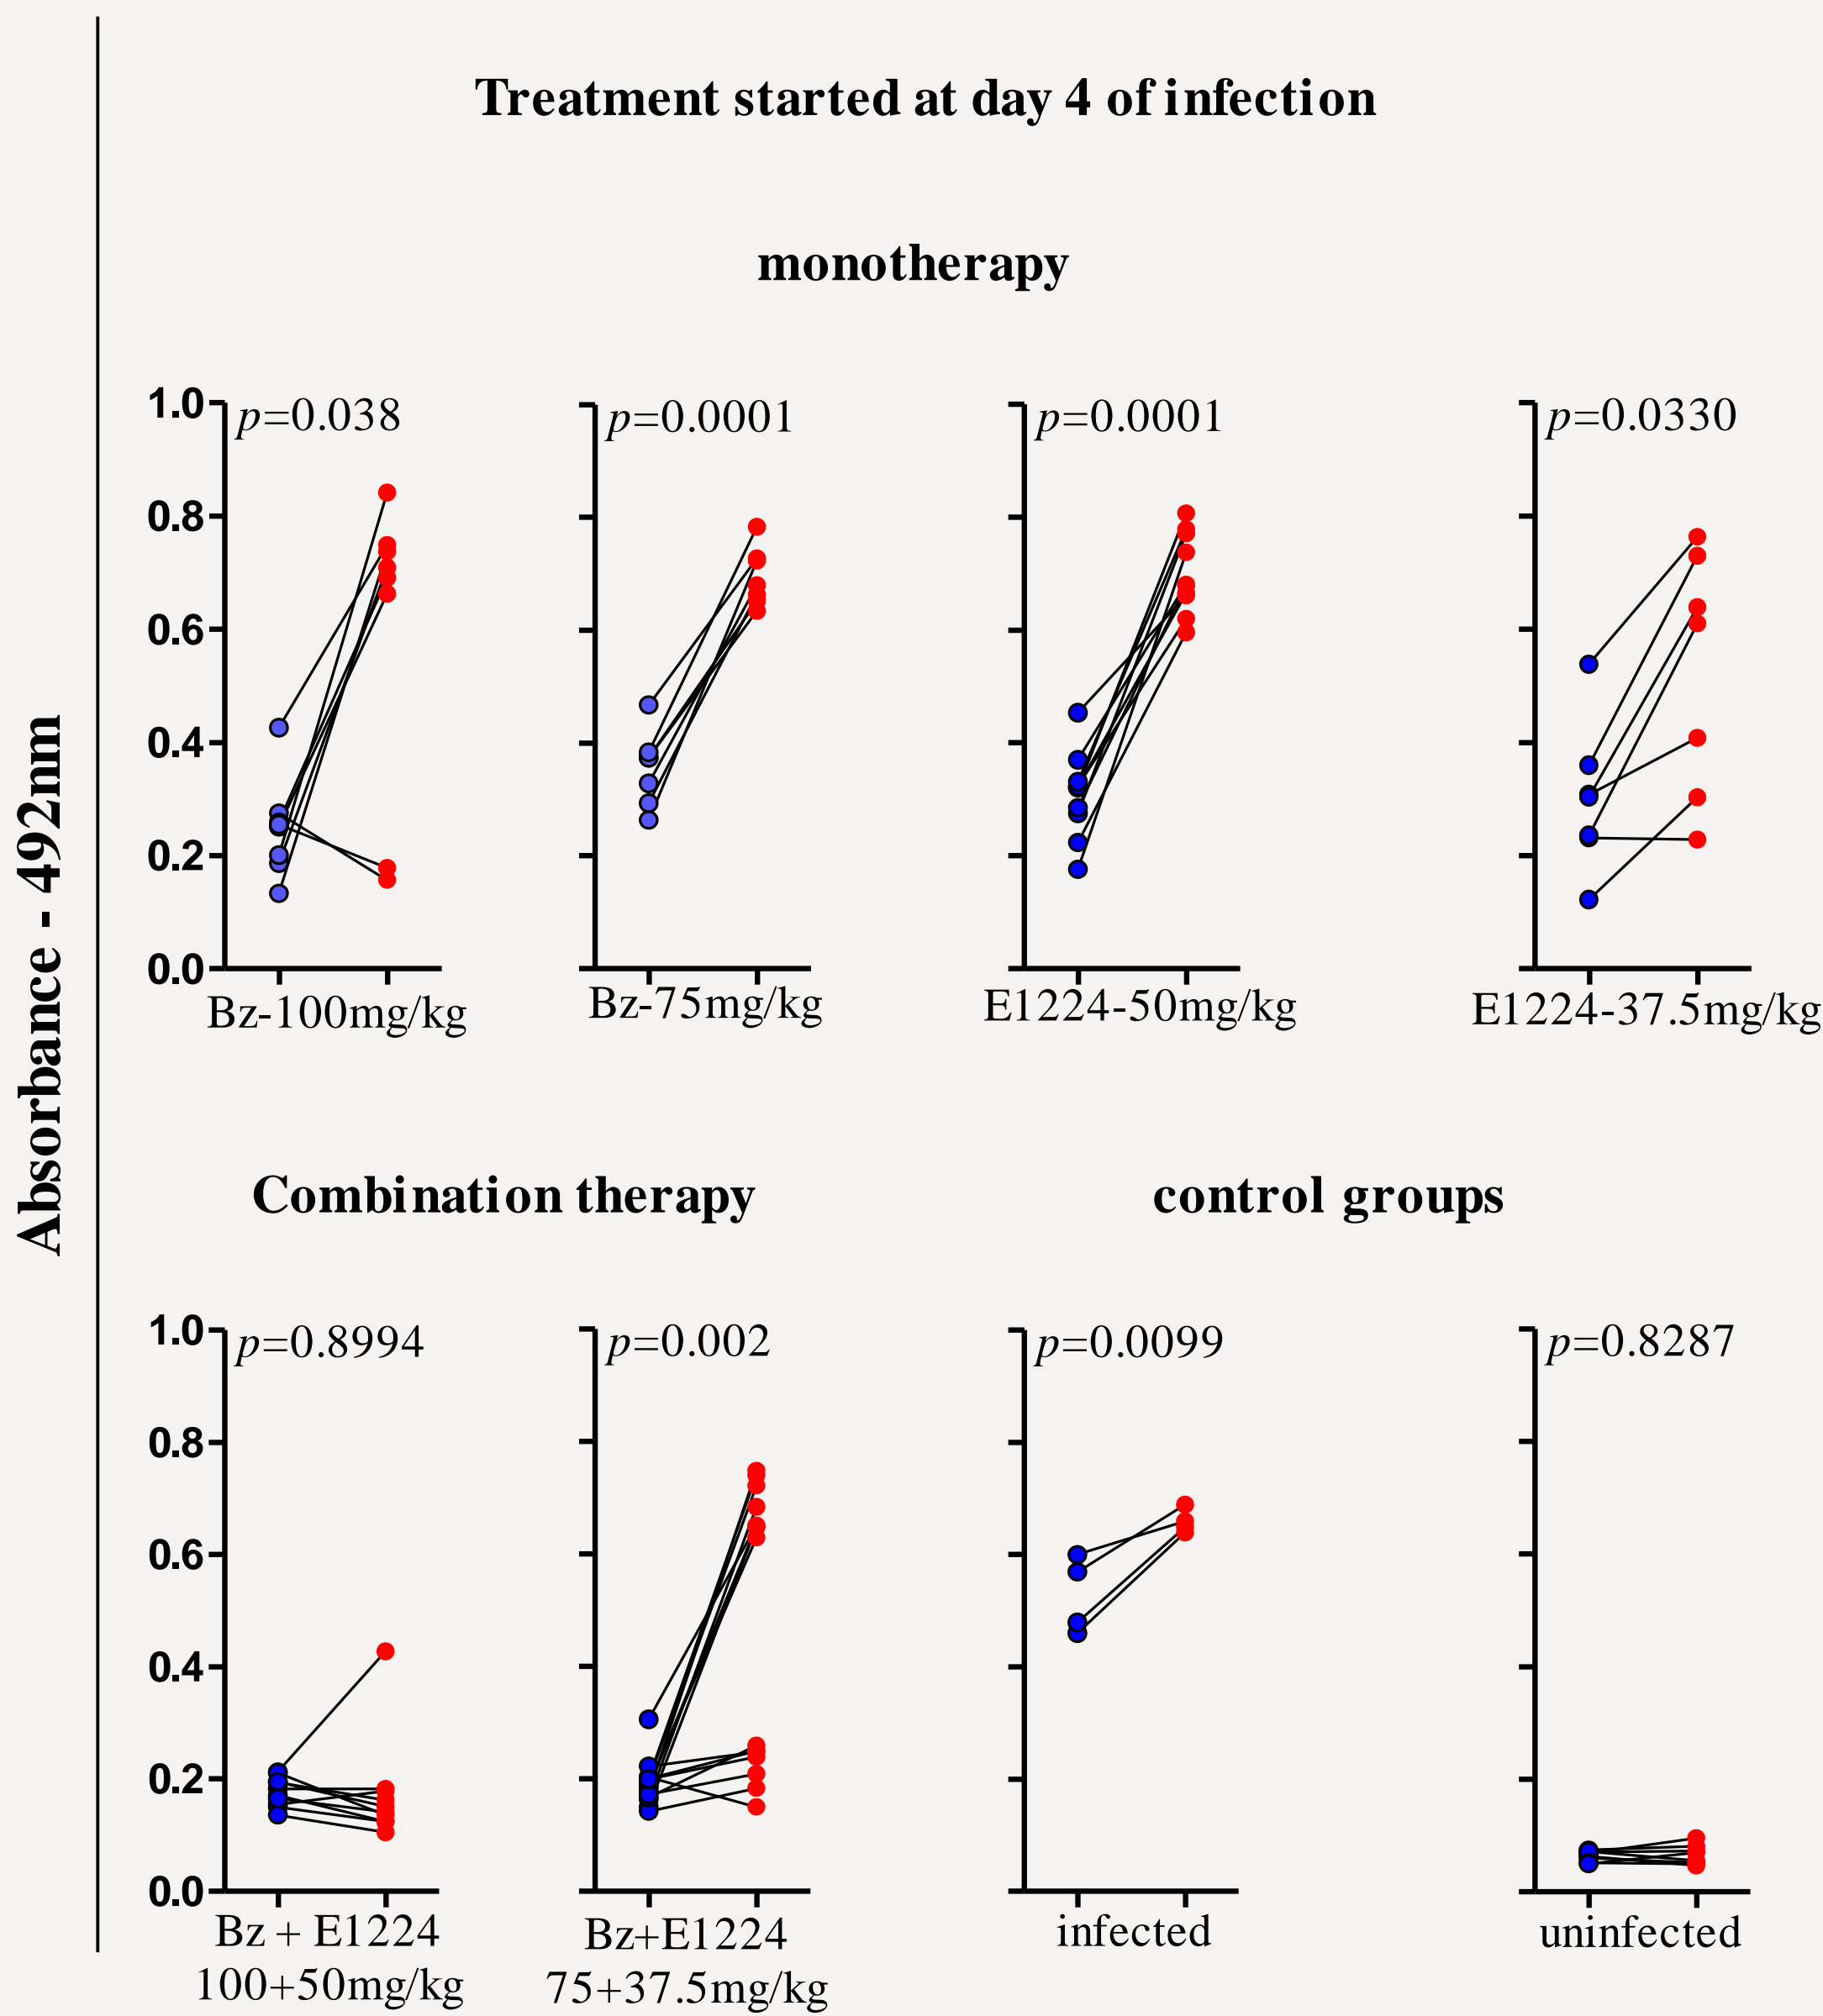 Treatment started at day 4 of infection
monotherapy
Absorbance - 492nm
1.0
0.8
0.6
0.4
0.2
0.0
p=0.038
p=0.0001
p=0.0001
p=0.0330
Bz-100mg/kg
Bz-75mg/kg
E1224-50mg/kg
E1224-37.5mg/kg
Combination therapy
control groups
1.0
0.8
0.6
0.4
0.2
0.0
p=0.8994
p=0.002
p=0.0099
p=0.8287
Bz + E1224
100+50mg/kg
Bz+E1224
75+37.5mg/kg
infected
uninfected